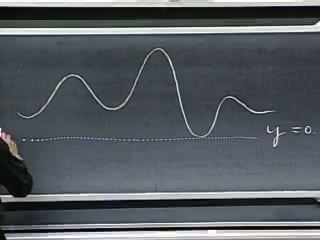 y = 0.